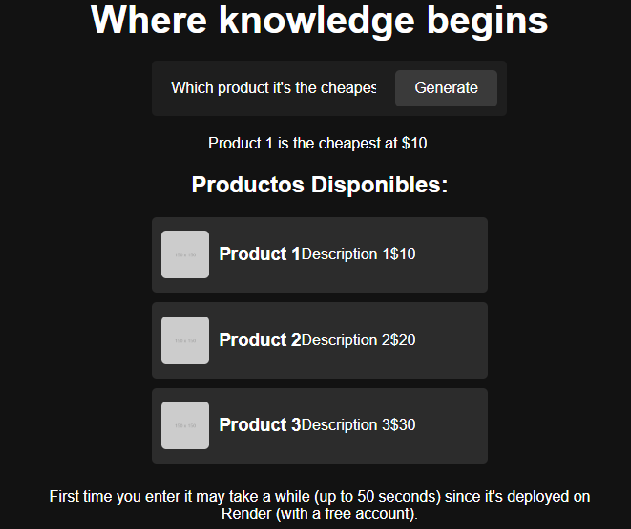 Where knowledge begins
Which product it's the cheapes
Generate
Product 1 is the cheapest at $10
Productos Disponibles:
Product 1Description 1$10
Product 2Description 2$20
Product 3Description 3$30
First time you enter it may take a while (up to 50 seconds) since it's deployed on
Render (with a free account).